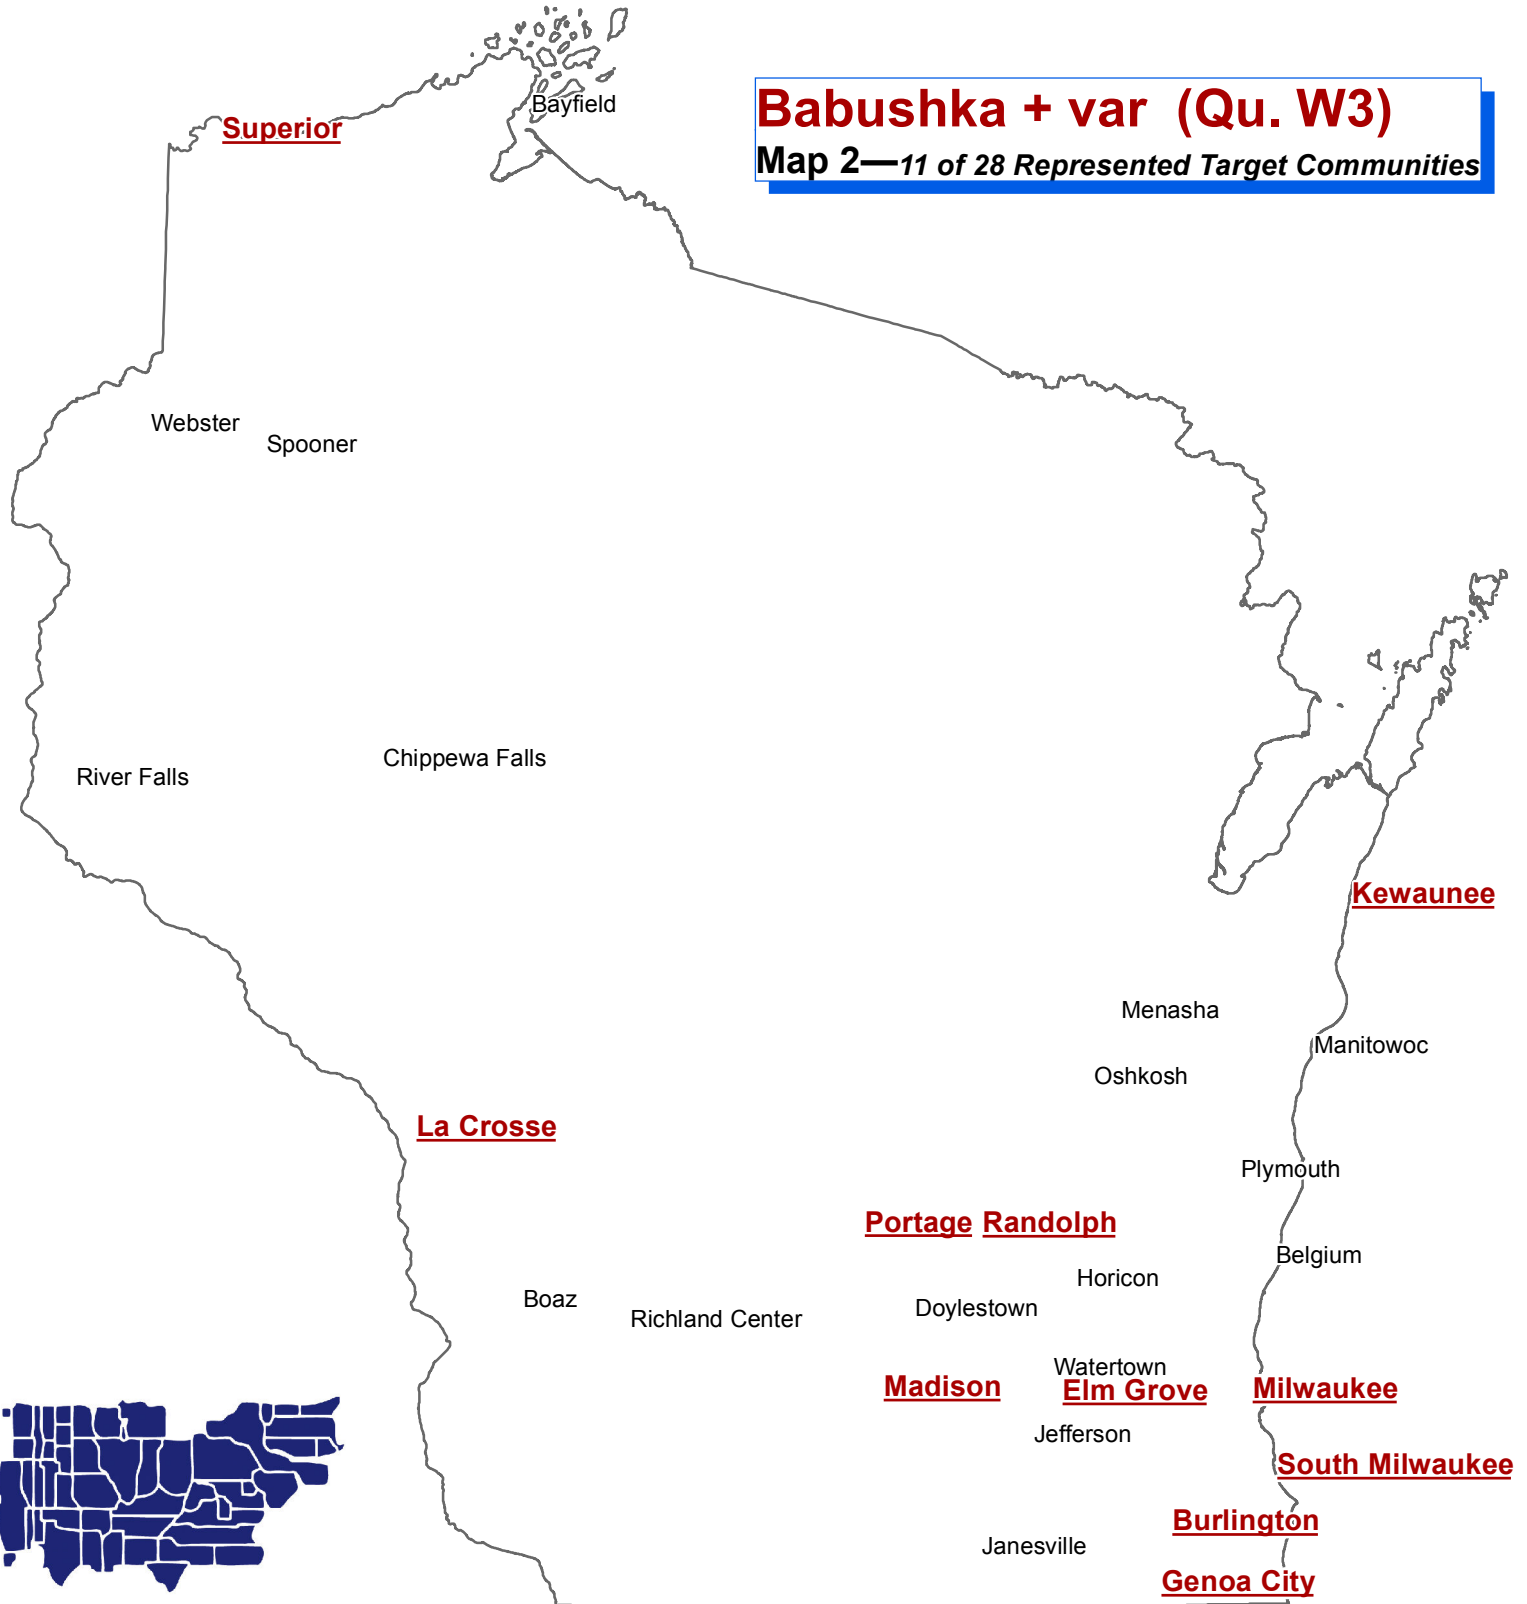 Bayfield
Babushka + var (Qu. W3)
Superior
Map 2—11 of 28 Represented Target Communities
Webster
Spooner
Chippewa Falls
River Falls
Kewaunee
Menasha
Manitowoc
Oshkosh
La Crosse
Plymouth
Portage Randolph
Belgium
Horicon
Boaz
Doylestown
Richland Center
Watertown
Madison
Elm Grove
Milwaukee
Jefferson
South Milwaukee
Burlington
Janesville
Genoa City